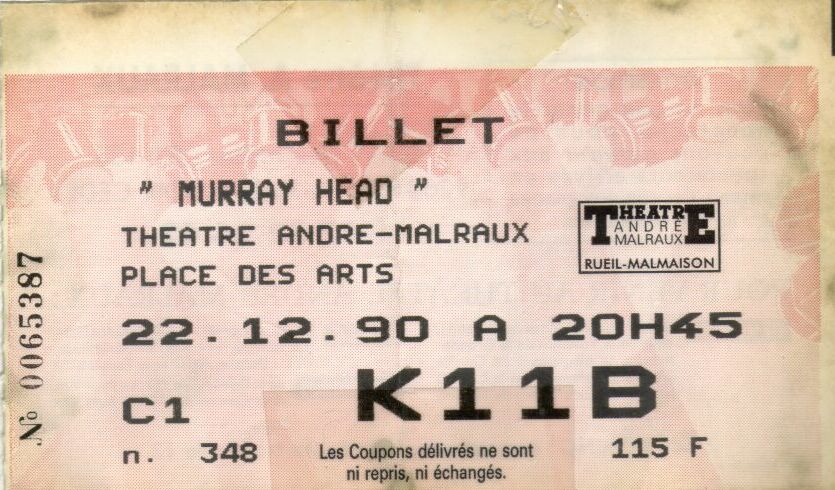 BILLET
" MURRAY HEAD "
THEATRE ANDRE-MALRAUX
PLACE DES ARTS
THEATRE
ANDRÉ
MALRAUX
RUEIL-MALMAISON
22.12.90 A 20H45
C1 K11B
n. 348
Les Coupons délivrés ne sont
ni repris, ni échangés.
115 F
No 0065387